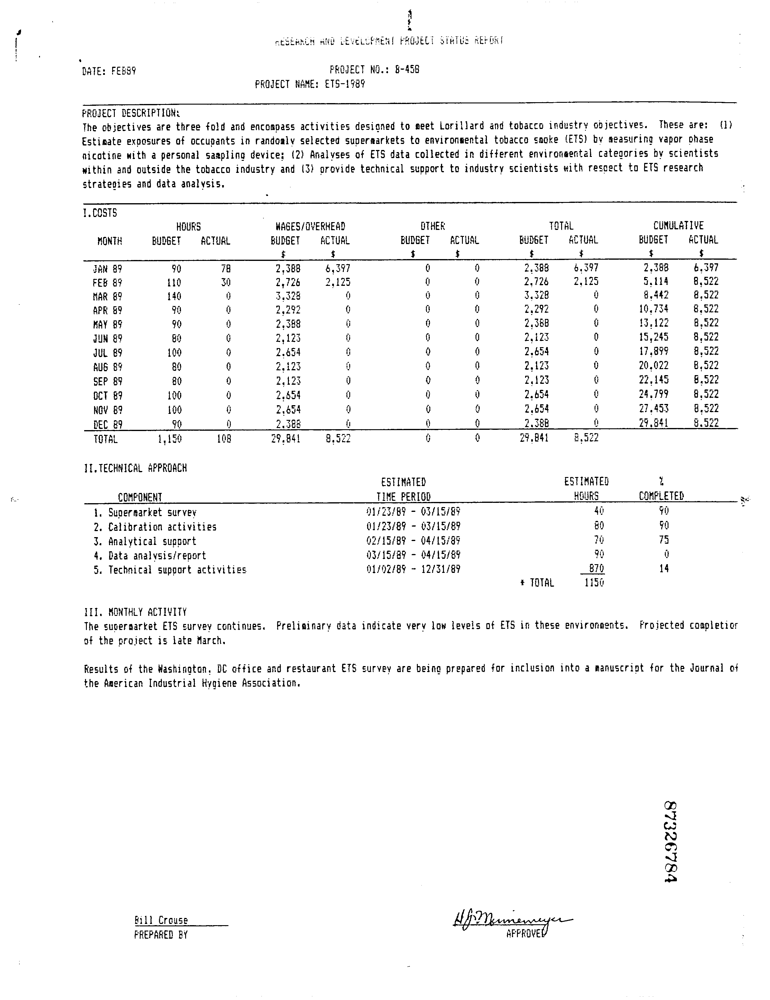 RESEARCH AND DEVELOPMENT PROJECT STATUS REPORT
DATE: FEB89 PROJECT NO.: B-458
PROJECT NAME: ETS-1989
PROJECT DESCRIPTION:
The objectives are three fold and encompass activities designed to meet Lorillard and tobacco industry objectives. These are: (1)
Estimate exposures of occupants in randomly selected supermarkets to environmental tobacco smoke (ETS) by measuring vapor phase
nicotine with a personal sampling device; (2) Analyses of ETS data collected in different environmental categories by scientists
within and outside the tobacco industry and (3) provide technical support to industry scientists with respect to ETS research
strategies and data analysis.
I.COSTS
HOURS WAGES/OVERHEAD OTHER TOTAL CUMULATIVE
MONTH BUDGET ACTUAL BUDGET ACTUAL BUDGET ACTUAL BUDGET ACTUAL BUDGET ACTUAL
$ $ $ $ $ $ $ $
JAN 89 90 78 2,388 6,397 0 0 2,388 6,397 2,388 6,397
FEB 89 110 30 2,726 2,125 0 0 2,726 2,125 5,114 8,522
MAR 89 140 0 3,328 0 0 0 3,328 0 8,442 8,522
APR 89 90 0 2,292 0 0 0 2,292 0 10,734 8,522
MAY 89 90 0 2,388 0 0 0 2,388 0 13,122 8,522
JUN 89 80 0 2,123 0 0 0 2,123 0 15,245 8,522
JUL 89 100 0 2,654 0 0 0 2,654 0 17,899 8,522
AUG 89 80 0 2,123 0 0 0 2,123 0 20,022 8,522
SEP 89 80 0 2,123 0 0 0 2,123 0 22,145 8,522
OCT 89 100 0 2,654 0 0 0 2,654 0 24,799 8,522
NOV 89 100 0 2,654 0 0 0 2,654 0 27,453 8,522
DEC 89 90 0 2,388 0 0 0 2,388 0 29,841 8,522
TOTAL 1,150 108 29,841 8,522 0 0 29,841 8,522
II.TECHNICAL APPROACH
ESTIMATED ESTIMATED %
COMPONENT TIME PERIOD HOURS COMPLETED
1. Supermarket survey 01/23/89 - 03/15/89 40 90
2. Calibration activities 01/23/89 - 03/15/89 80 90
3. Analytical support 02/15/89 - 04/15/89 70 75
4. Data analysis/report 03/15/89 - 04/15/89 90 0
5. Technical support activities 01/02/89 - 12/31/89 870 14
* TOTAL 1150
III. MONTHLY ACTIVITY
The supermarket ETS survey continues. Preliminary data indicate very low levels of ETS in these environments. Projected completion
of the project is late March.
Results of the Washington, DC office and restaurant ETS survey are being prepared for inclusion into a manuscript for the Journal of
the American Industrial Hygiene Association.
87326784
Bill Crouse
PREPARED BY
H J Minnemeyer
APPROVED